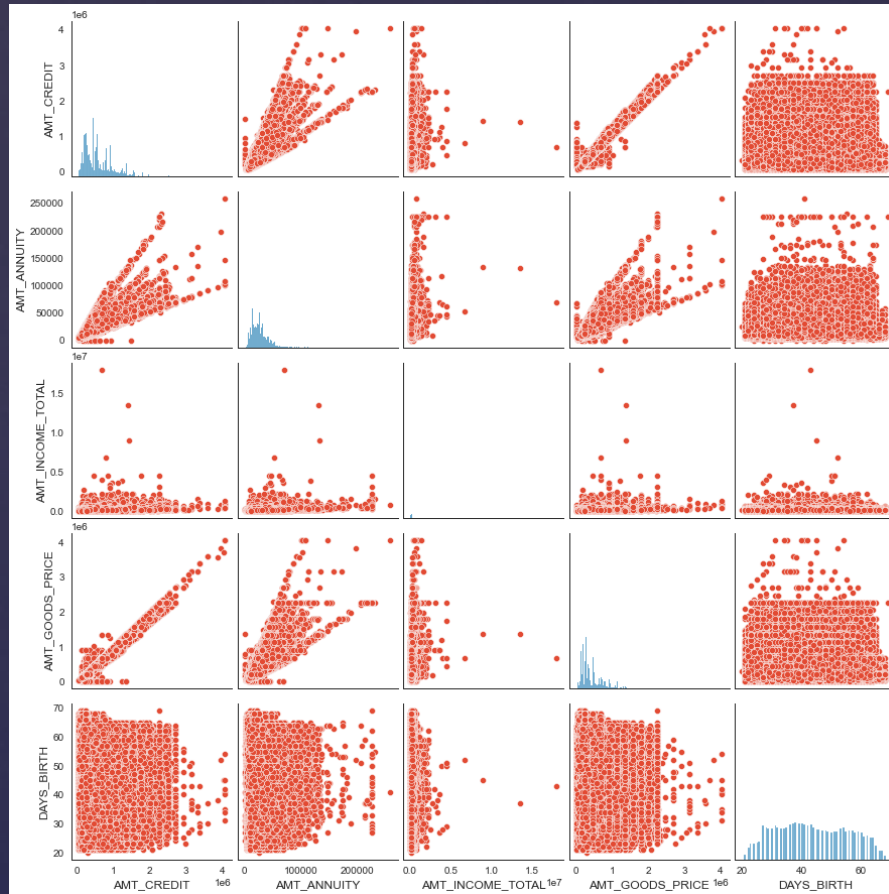 1e6
4
3
2
1
0
AMT_CREDIT
250000
200000
150000
100000
50000
0
AMT_ANNUITY
1e7
1.5
1.0
0.5
0.0
AMT_INCOME_TOTAL
1e6
4
3
2
1
0
AMT_GOODS_PRICE
70
60
50
40
30
20
DAYS_BIRTH
0 1 2 3 4
1e6
AMT_CREDIT
0 100000 200000
AMT_ANNUITY
0.0 0.5 1.0 1.5
1e7
AMT_INCOME_TOTAL
0 1 2 3 4
1e6
AMT_GOODS_PRICE
20 40 60
DAYS_BIRTH